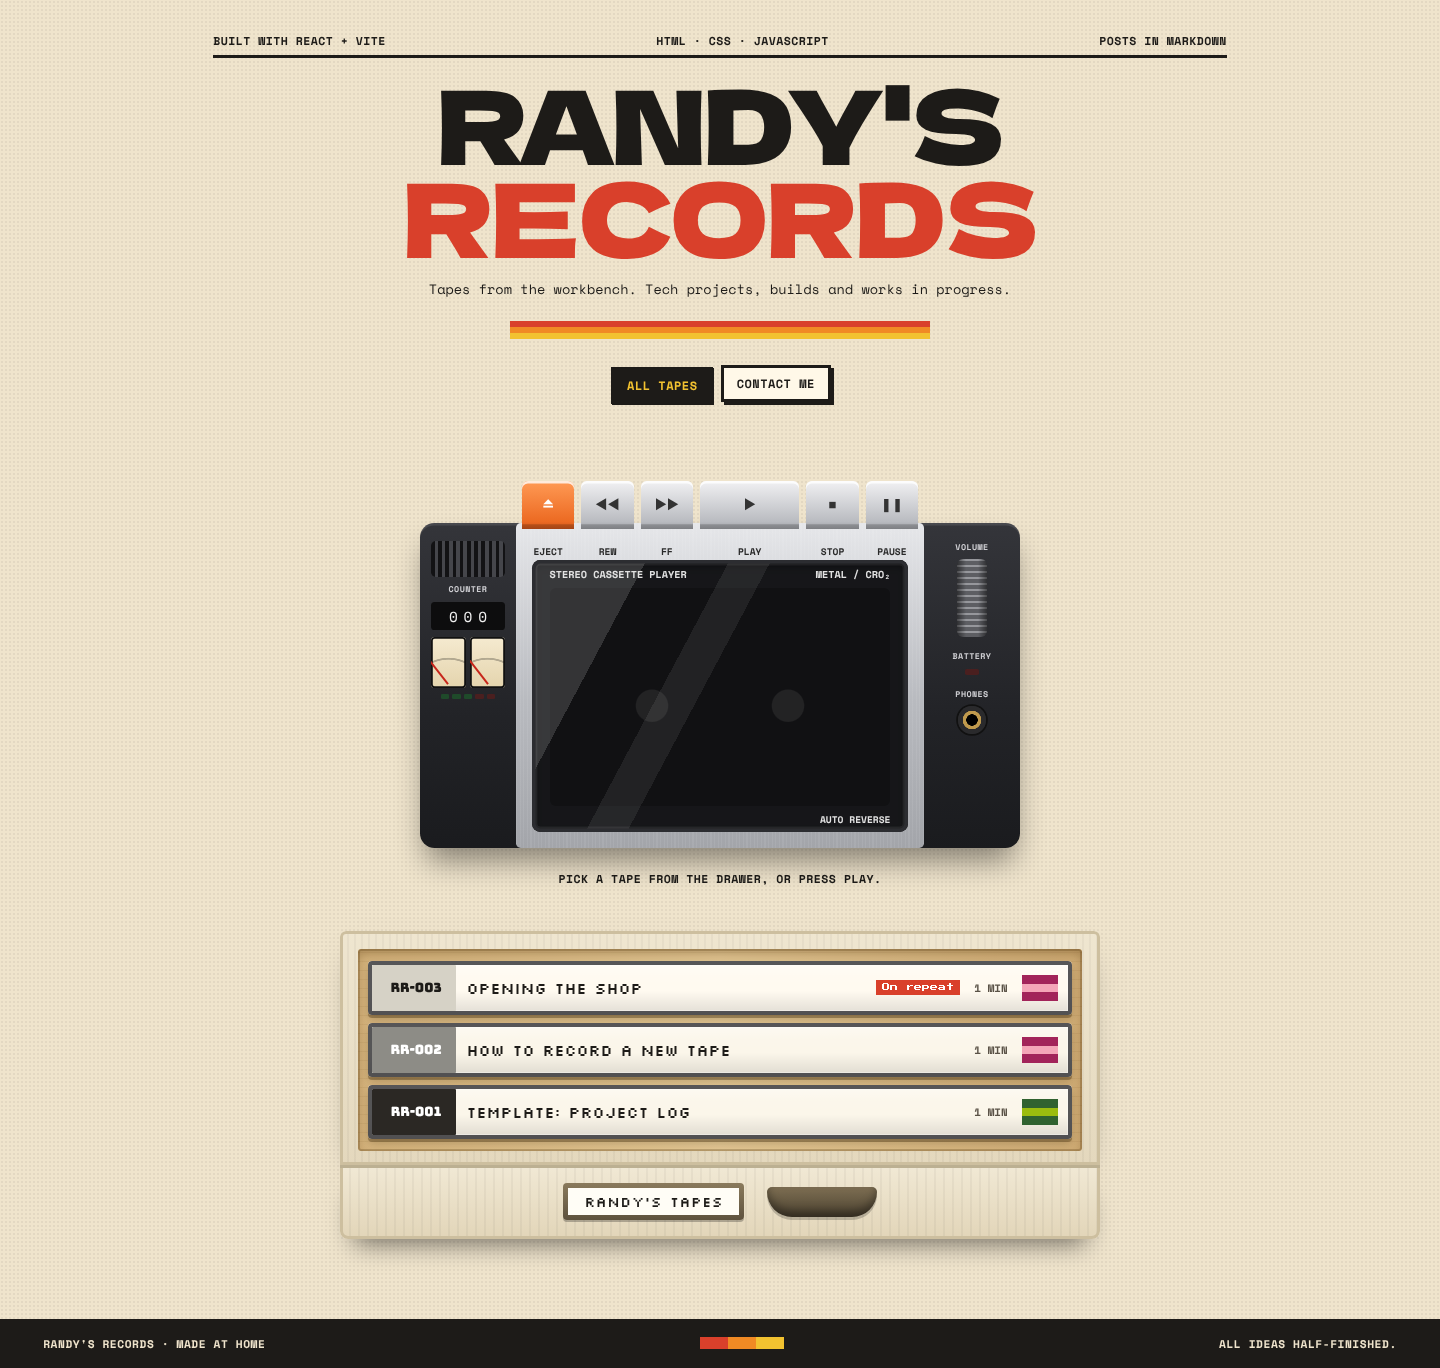 BUILT WITH REACT + VITE
HTML · CSS · JAVASCRIPT
POSTS IN MARKDOWN
RANDY'S
RECORDS
Tapes from the workbench. Tech projects, builds and works in progress.
ALL TAPES
CONTACT ME
EJECT
REW
FF
PLAY
STOP
PAUSE
STEREO CASSETTE PLAYER
METAL / CRO₂
COUNTER
000
VOLUME
BATTERY
PHONES
AUTO REVERSE
PICK A TAPE FROM THE DRAWER, OR PRESS PLAY.
RR-003
OPENING THE SHOP
On repeat
1 MIN
RR-002
HOW TO RECORD A NEW TAPE
1 MIN
RR-001
TEMPLATE: PROJECT LOG
1 MIN
RANDY'S TAPES
RANDY'S RECORDS · MADE AT HOME
ALL IDEAS HALF-FINISHED.